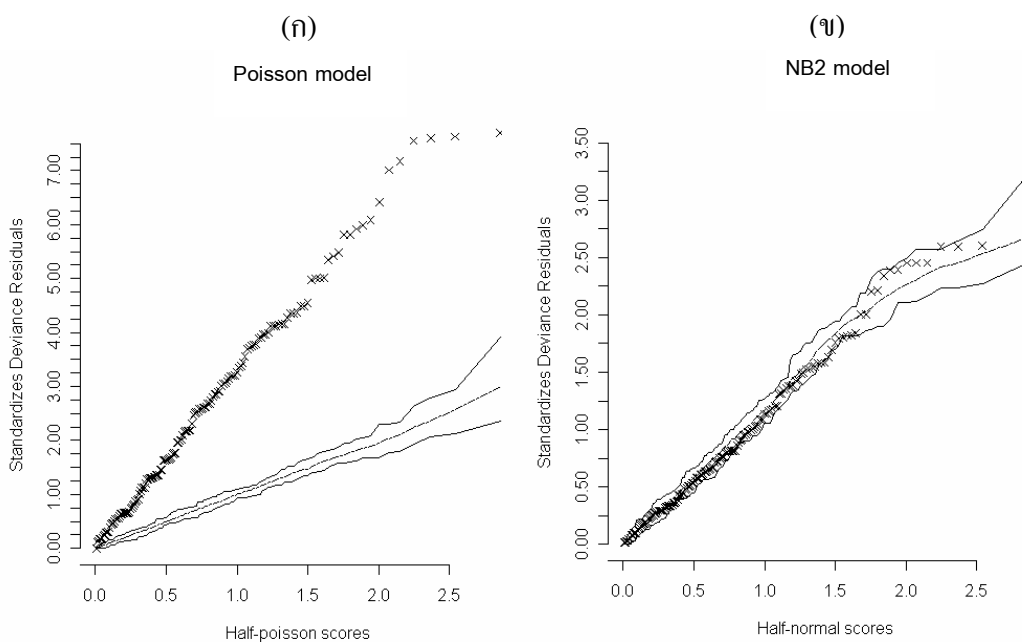 (ก)
Poisson model
Standardizes Deviance Residuals
7.00
6.00
5.00
4.00
3.00
2.00
1.00
0.00
0.0 0.5 1.0 1.5 2.0 2.5
Half-poisson scores
(ข)
NB2 model
Standardizes Deviance Residuals
3.50
3.00
2.50
2.00
1.50
1.00
0.50
0.00
0.0 0.5 1.0 1.5 2.0 2.5
Half-normal scores